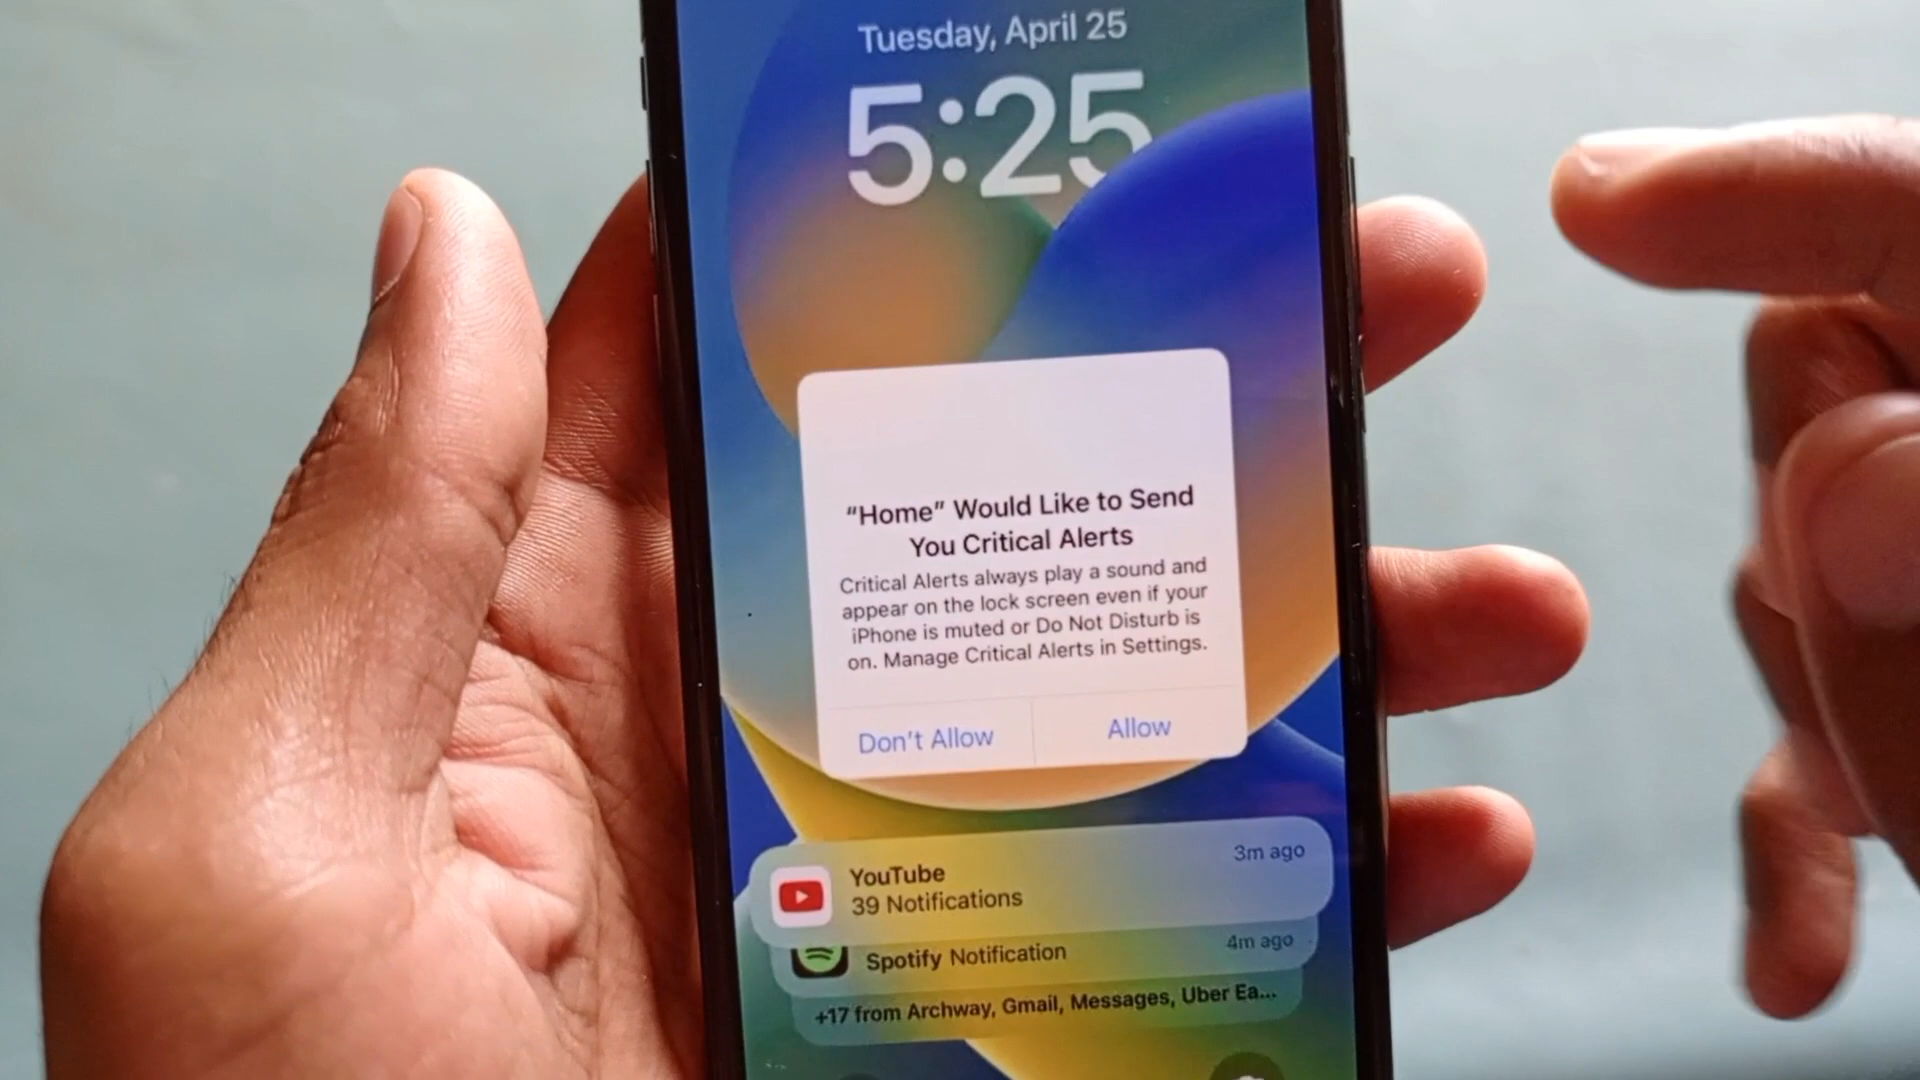 Tuesday, April 25
5:25
“Home” Would Like to Send
You Critical Alerts
Critical Alerts always play a sound and
appear on the lock screen even if your
iPhone is muted or Do Not Disturb is
on. Manage Critical Alerts in Settings.
Don’t Allow
Allow
YouTube
3m ago
39 Notifications
Spotify Notification
4m ago
+17 from Archway, Gmail, Messages, Uber Ea...